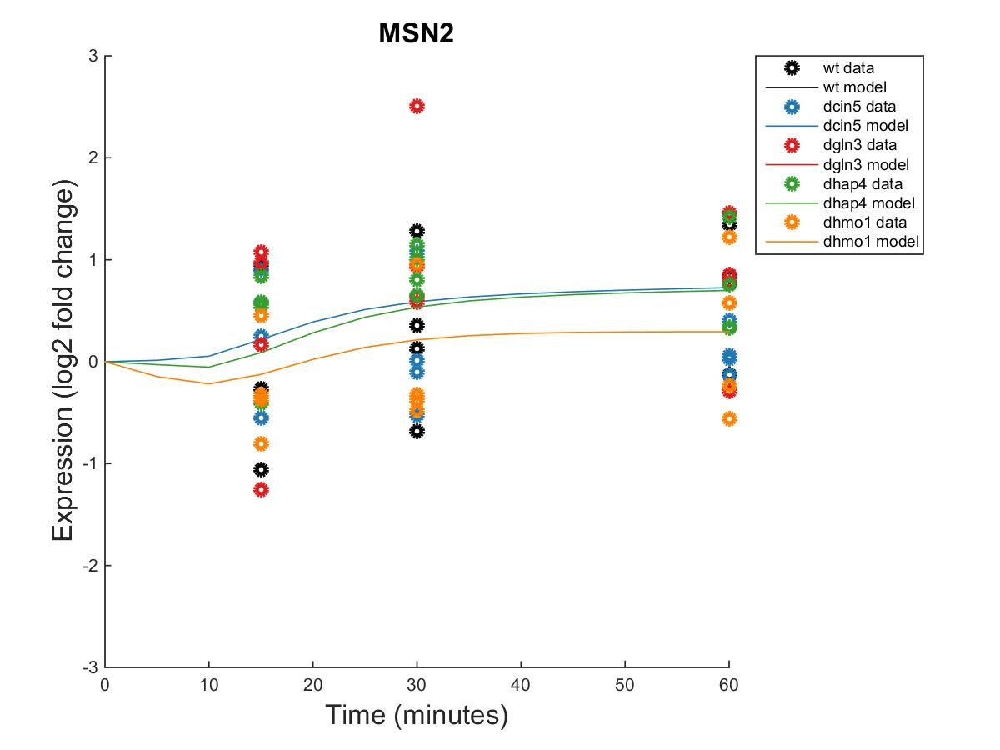 MSN2
Expression (log2 fold change)
3
2
1
0
-1
-2
-3
0 10 20 30 40 50 60
Time (minutes)
wt data
wt model
dcin5 data
dcin5 model
dgln3 data
dgln3 model
dhap4 data
dhap4 model
dhmo1 data
dhmo1 model